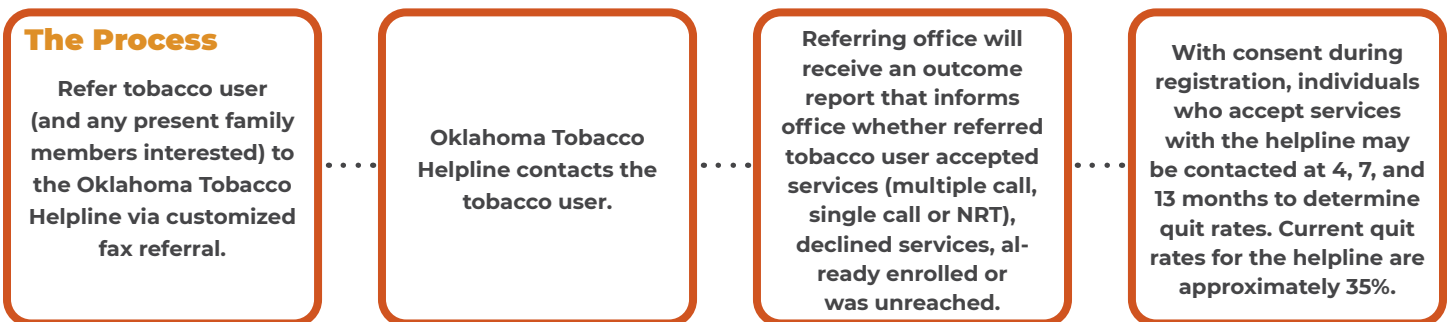 The Process
Refer tobacco user
(and any present family
members interested) to
the Oklahoma Tobacco
Helpline via customized
fax referral.
Oklahoma Tobacco
Helpline contacts the
tobacco user.
Referring office will
receive an outcome
report that informs
office whether referred
tobacco user accepted
services (multiple call,
single call or NRT),
declined services, al-
ready enrolled or
was unreached.
With consent during
registration, individuals
who accept services
with the helpline may
be contacted at 4, 7, and
13 months to determine
quit rates. Current quit
rates for the helpline are
approximately 35%.